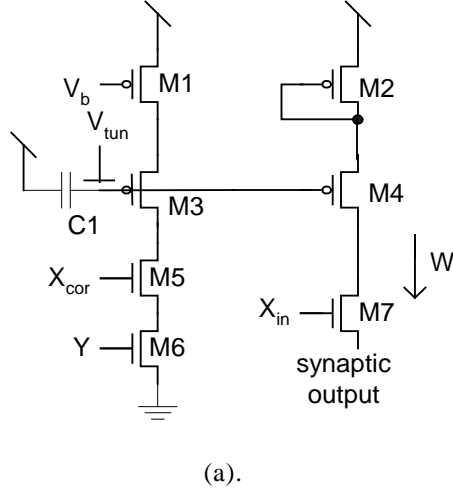 M1
M2
V_b
V_tun
C1
M3
M4
W
X_cor
M5
X_in
M7
Y
M6
synaptic
output
(a).